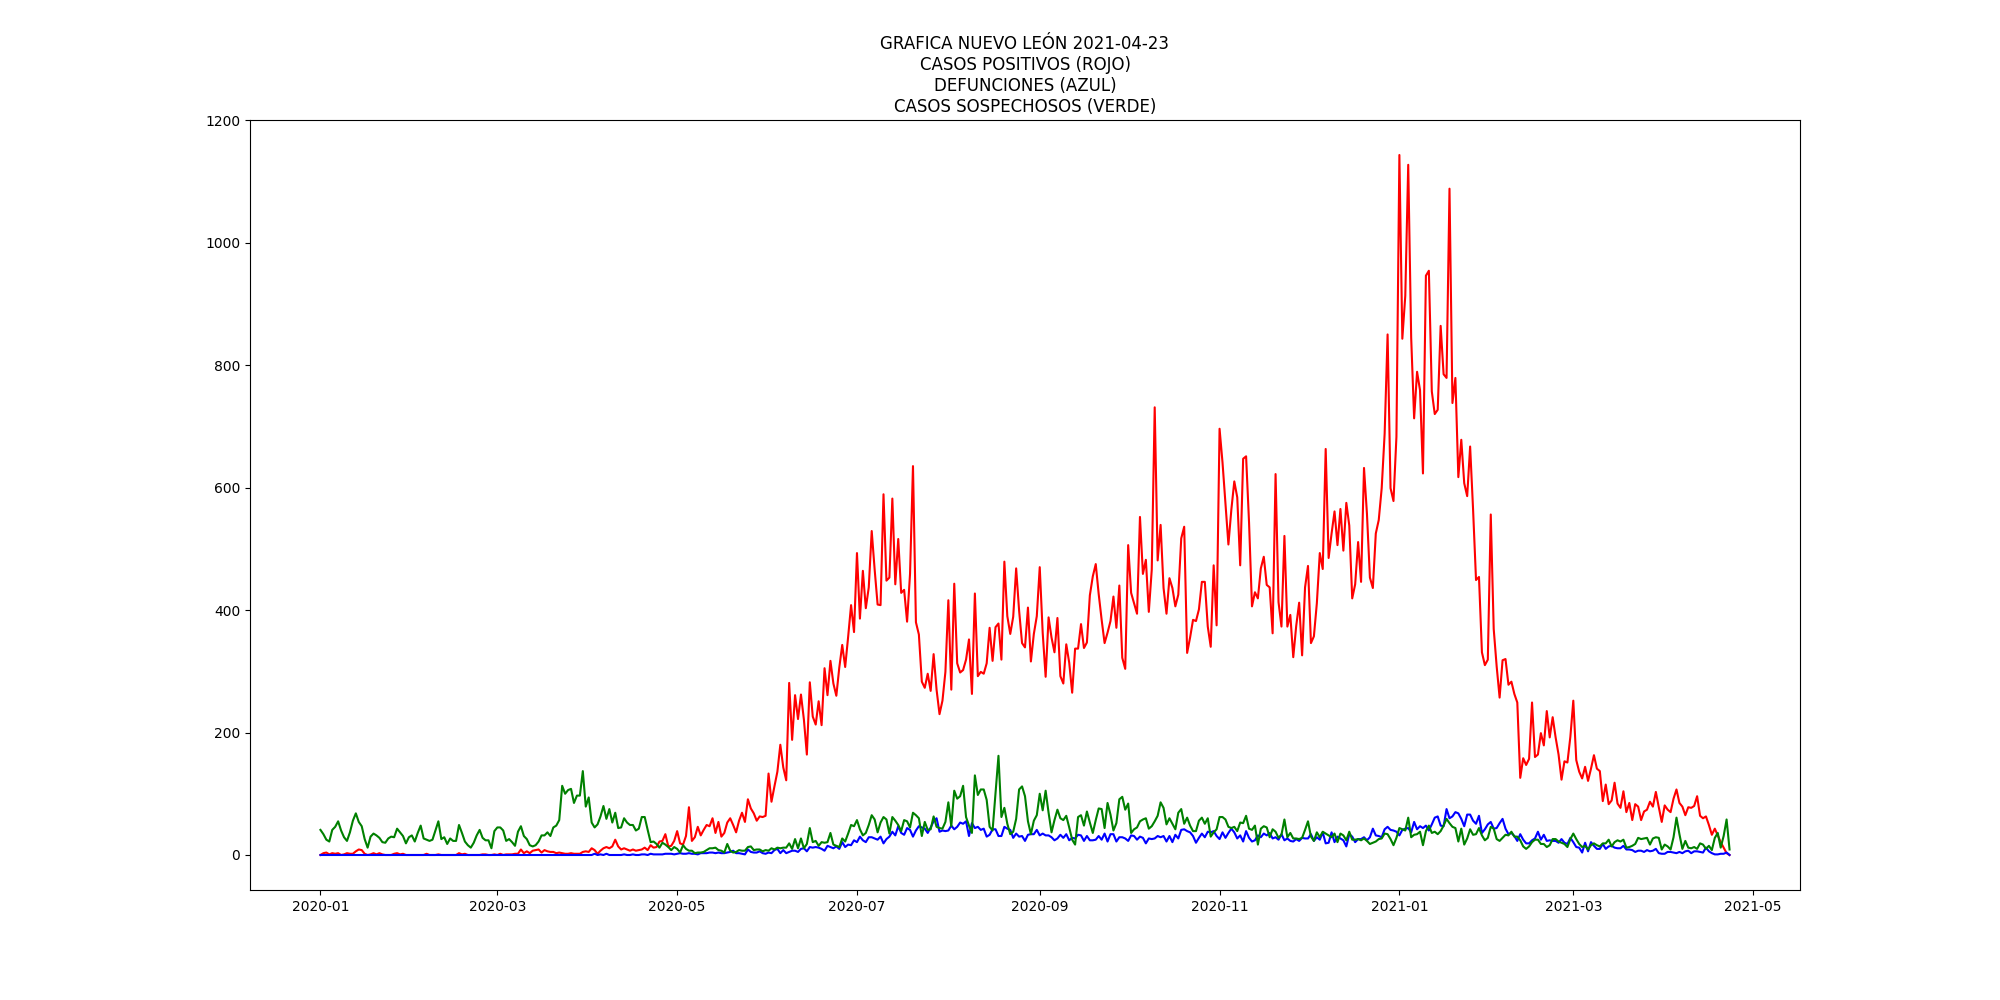 GRAFICA NUEVO LEÓN 2021-04-23
CASOS POSITIVOS (ROJO)
DEFUNCIONES (AZUL)
CASOS SOSPECHOSOS (VERDE)
1200
1000
800
600
400
200
0
2020-01 2020-03 2020-05 2020-07 2020-09 2020-11 2021-01 2021-03 2021-05